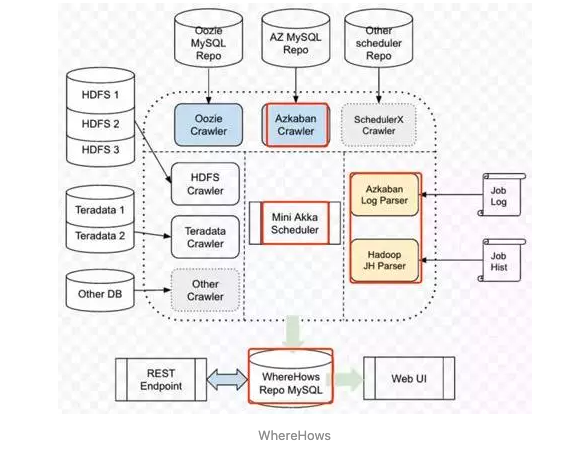 Oozie
MySQL
Repo
AZ MySQL
Repo
Other
scheduler
Repo
HDFS 1
HDFS 2
HDFS 3
Oozie
Crawler
Azkaban
Crawler
SchedulerX
Crawler
HDFS
Crawler
Azkaban
Log Parser
Job
Log
Teradata 1
Teradata 2
Teradata
Crawler
Mini Akka
Scheduler
Hadoop
JH Parser
Job
Hist
Other DB
Other
Crawler
REST
Endpoint
WhereHows
Repo MySQL
Web UI
WhereHows